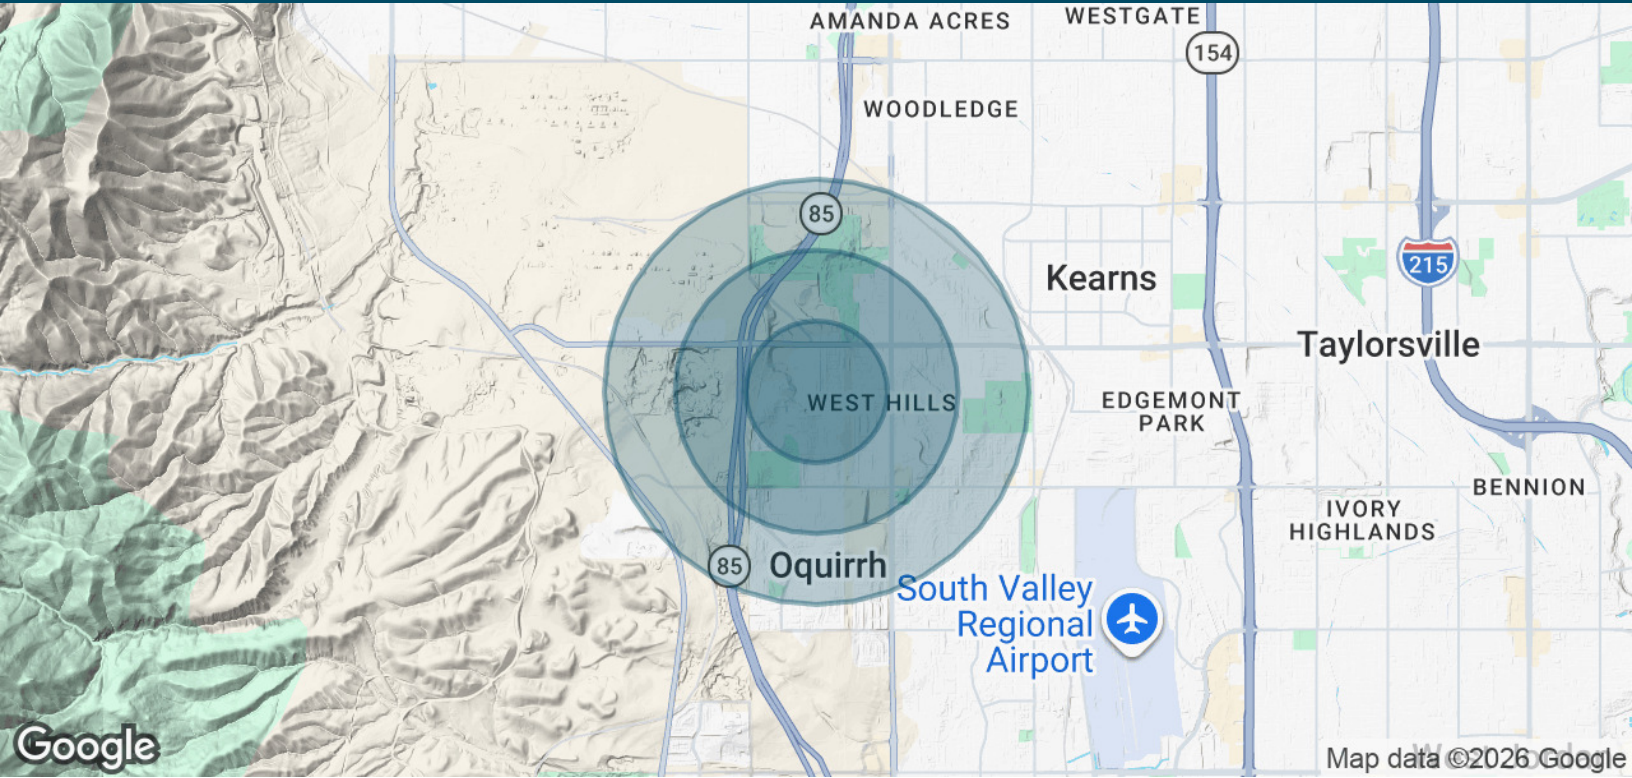 AMANDA ACRES
WESTGATE
154
WOODLEDGE
85
Kearns
215
Taylorsville
WEST HILLS
EDGEMONT
PARK
BENNION
IVORY
HIGHLANDS
85
Oquirrh
South Valley
Regional
Airport
Google
Map data ©2026 Google